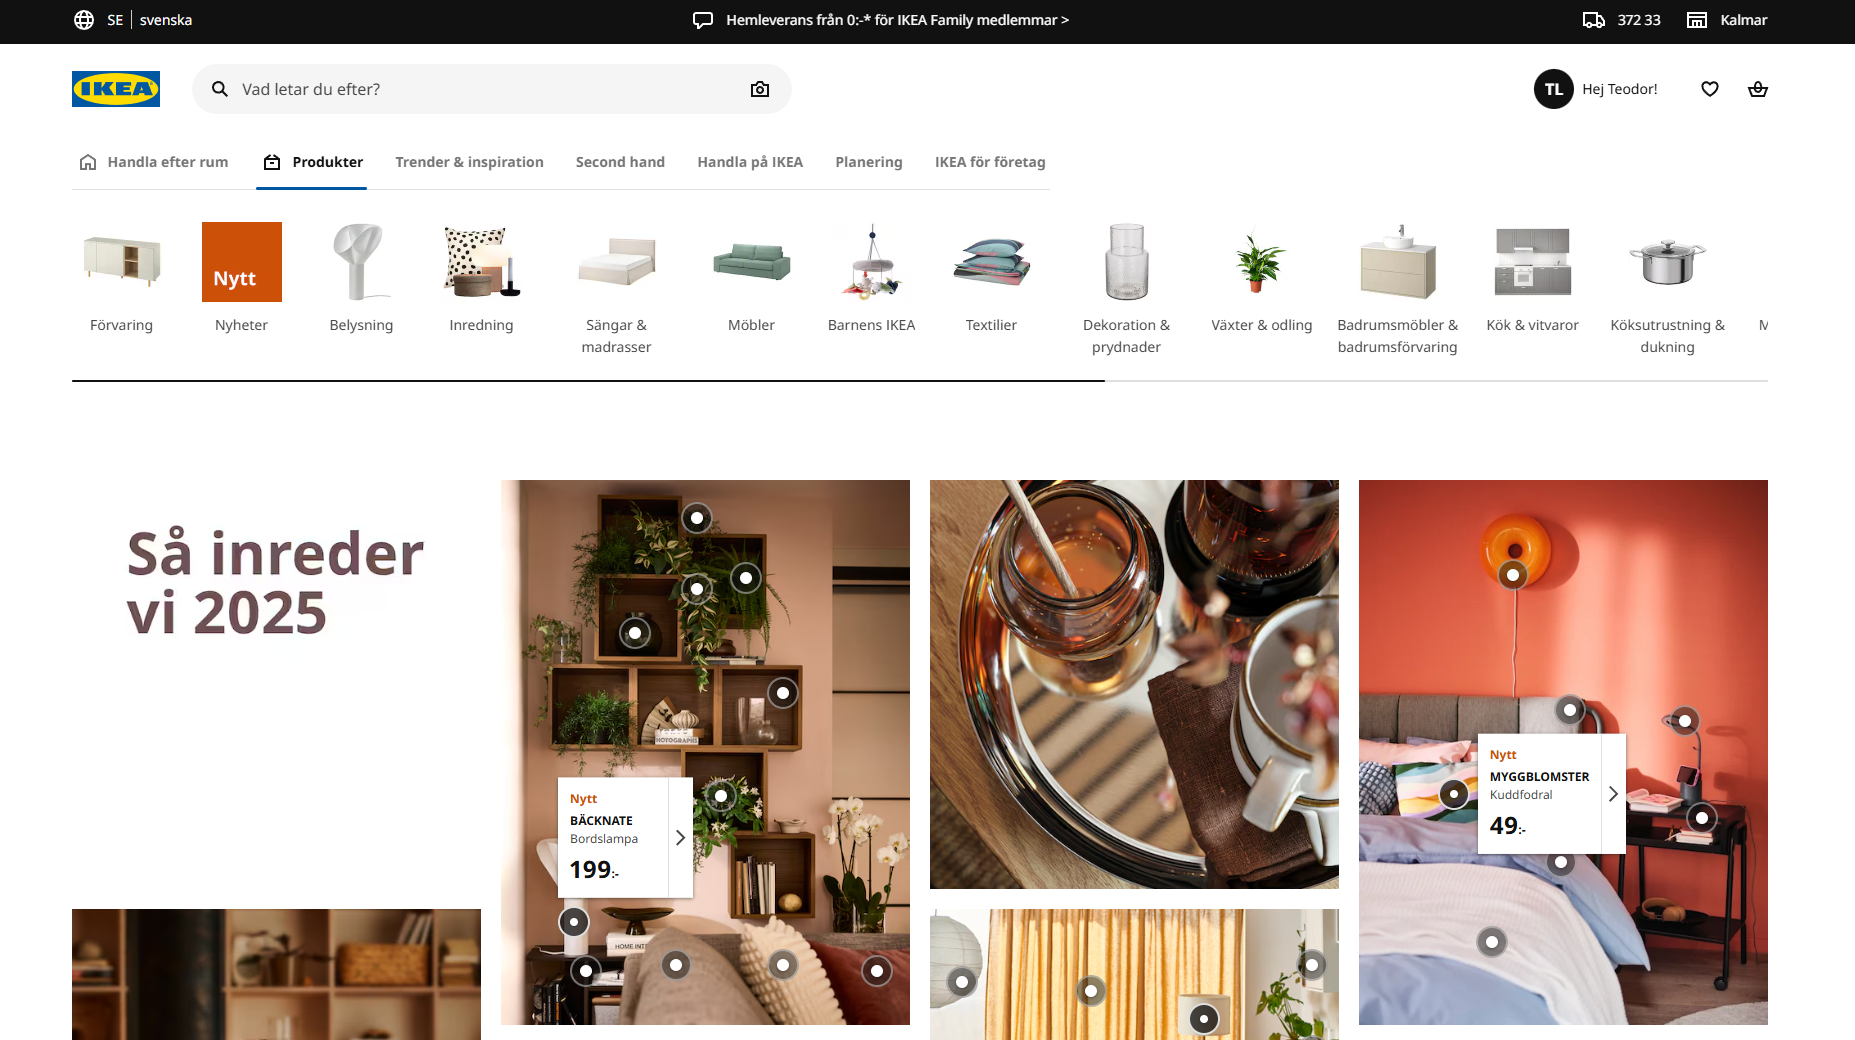 SE | svenska
Hemleverans från 0:-* för IKEA Family medlemmar >
372 33
Kalmar
IKEA
Vad letar du efter?
TL
Hej Teodor!
Handla efter rum
Produkter
Trender & inspiration
Second hand
Handla på IKEA
Planering
IKEA för företag
Nytt
Förvaring
Nyheter
Belysning
Inredning
Sängar &
madrasser
Möbler
Barnens IKEA
Textilier
Dekoration &
prydnader
Växter & odling
Badrumsmöbler &
badrumsförvaring
Kök & vitvaror
Köksutrustning &
dukning
Så inreder
vi 2025
Nytt
BÄCKNATE
Bordslampa
199:-
HOME INT
Nytt
MYGGBLOMSTER
Kuddfodral
49:-